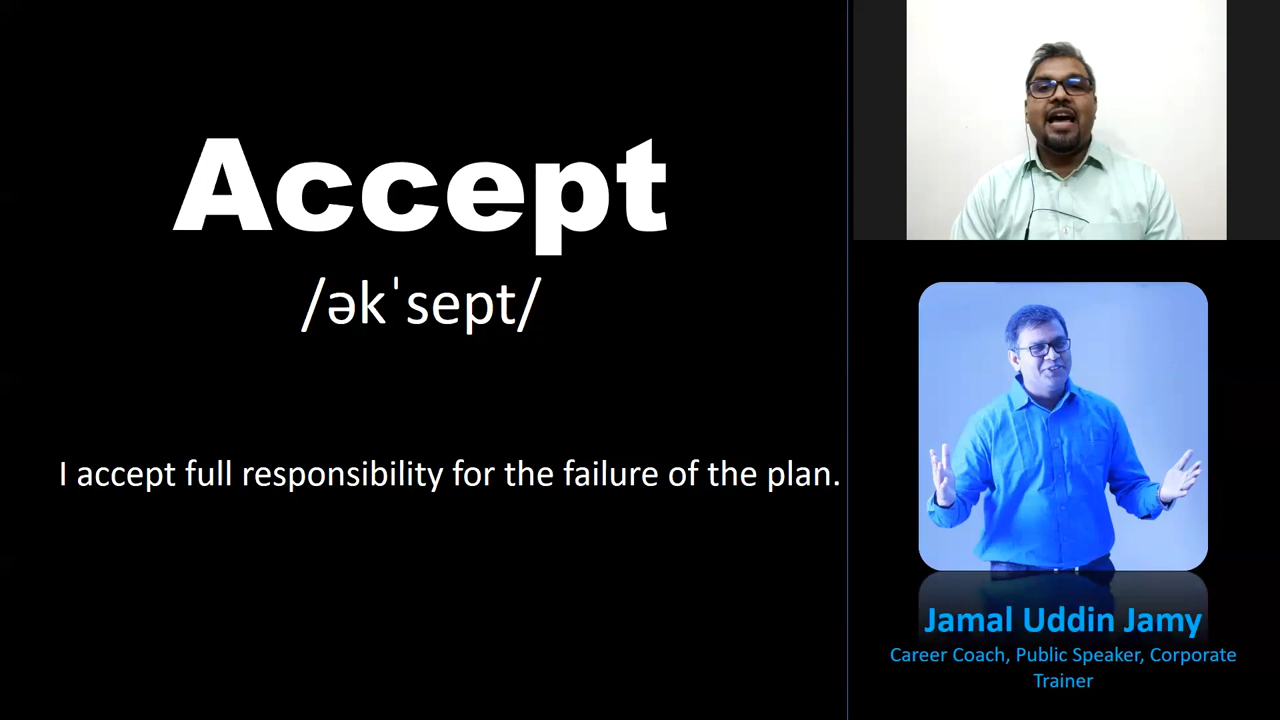 Accept
/əkˈsept/
I accept full responsibility for the failure of the plan.
Jamal Uddin Jamy
Career Coach, Public Speaker, Corporate
Trainer